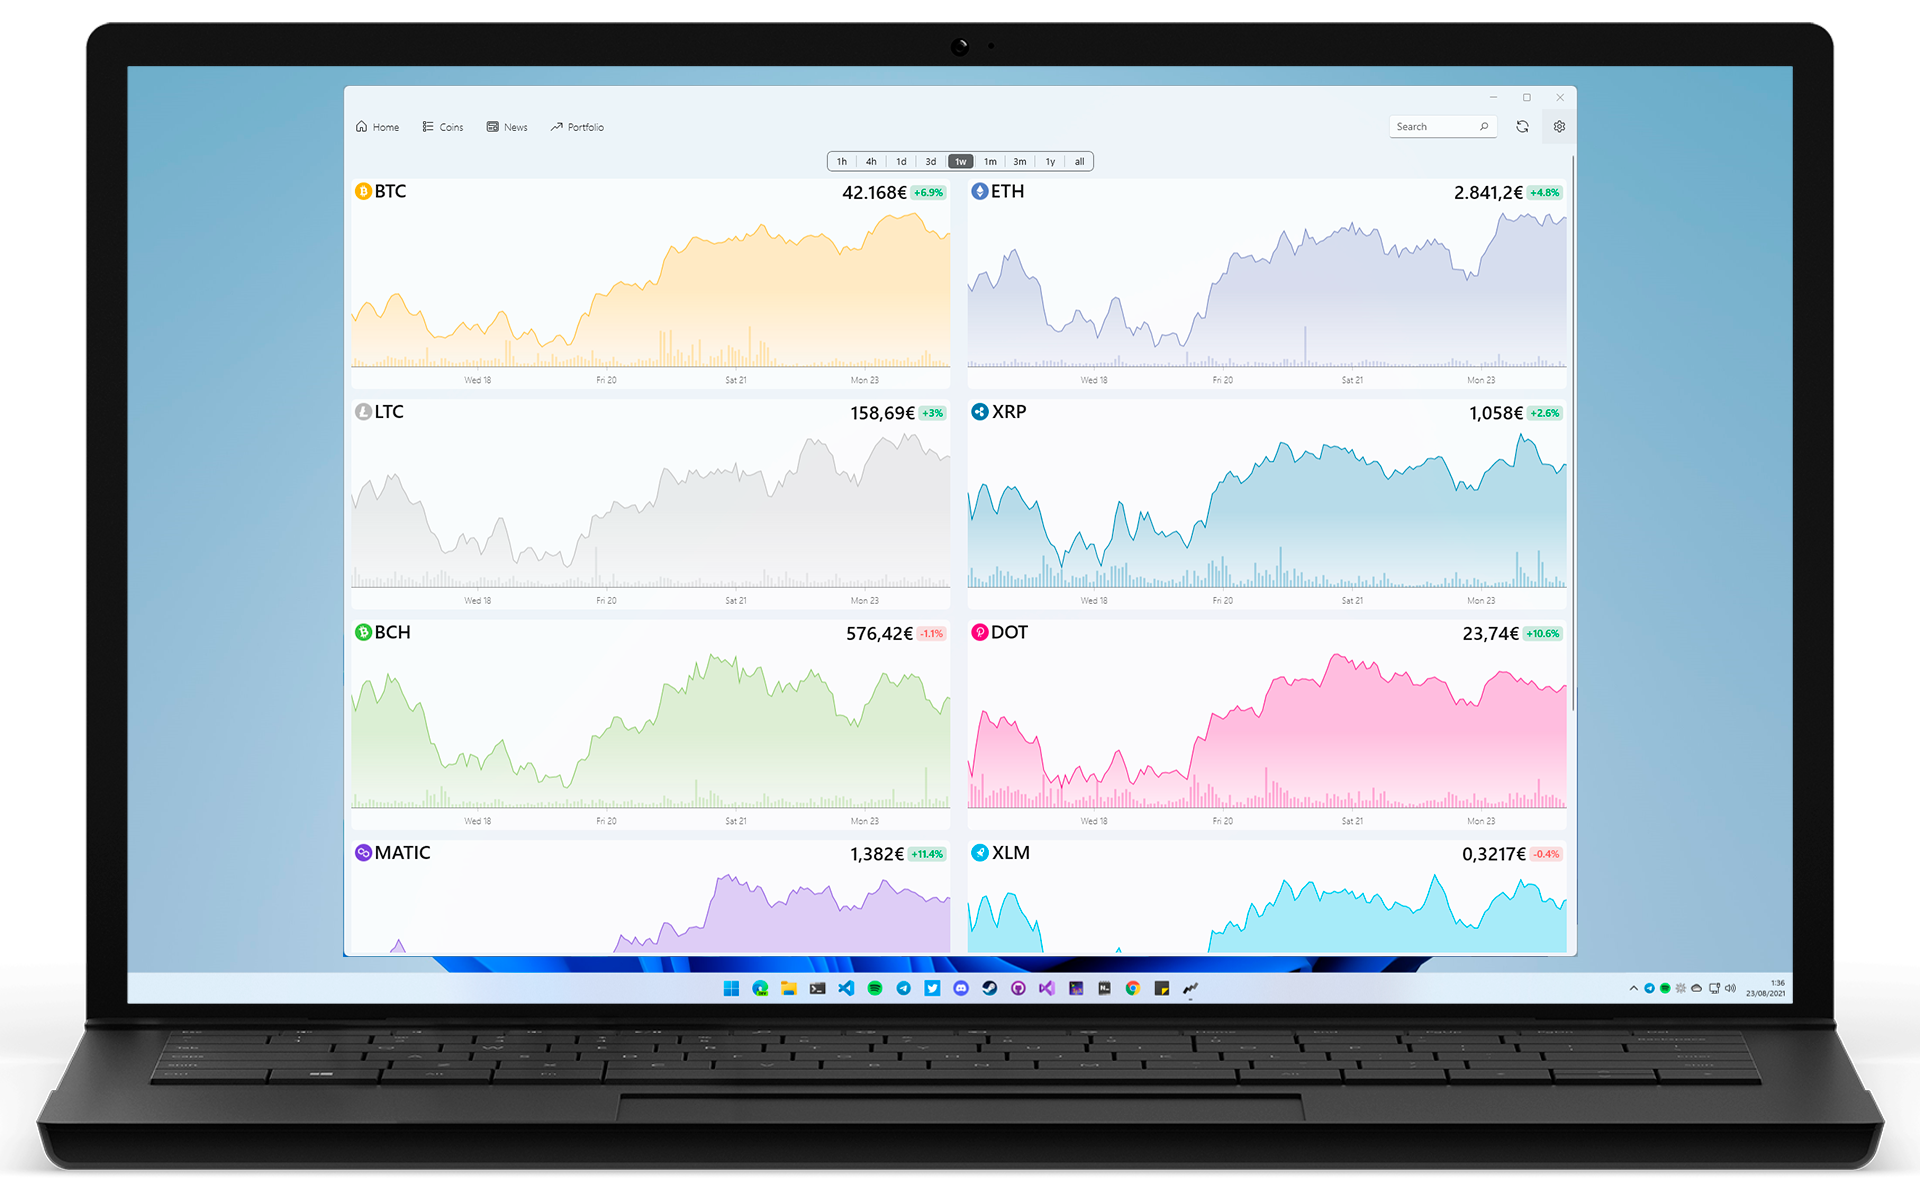 Home Coins News Portfolio Search
1h 4h 1d 3d 1w 1m 3m 1y all
BTC 42.168€ +6.9%
Wed 18 Fri 20 Sat 21 Mon 23
ETH 2.841,2€ +4.8%
Wed 18 Fri 20 Sat 21 Mon 23
LTC 158,69€ +3%
Wed 18 Fri 20 Sat 21 Mon 23
XRP 1,058€ +2.6%
Wed 18 Fri 20 Sat 21 Mon 23
BCH 576,42€ -1.1%
Wed 18 Fri 20 Sat 21 Mon 23
DOT 23,74€ +10.6%
Wed 18 Fri 20 Sat 21 Mon 23
MATIC 1,382€ +11.4%
XLM 0,3217€ -0.4%
1:36
23/08/2021